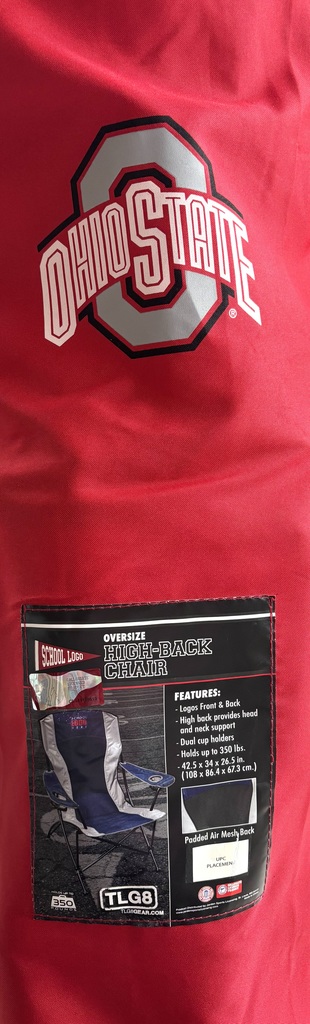 OHIO STATE
®
OVERSIZE
HIGH-BACK
CHAIR
SCHOOL LOGO
FEATURES:
- Logos Front & Back
- High back provides head
and neck support
- Dual cup holders
- Holds up to 350 lbs.
- 42.5 x 34 x 26.5 in.
(108 x 86.4 x 67.3 cm.)
Padded Air Mesh Back
UPC
PLACEMENT
350
TLG8
TLG8GEAR.COM